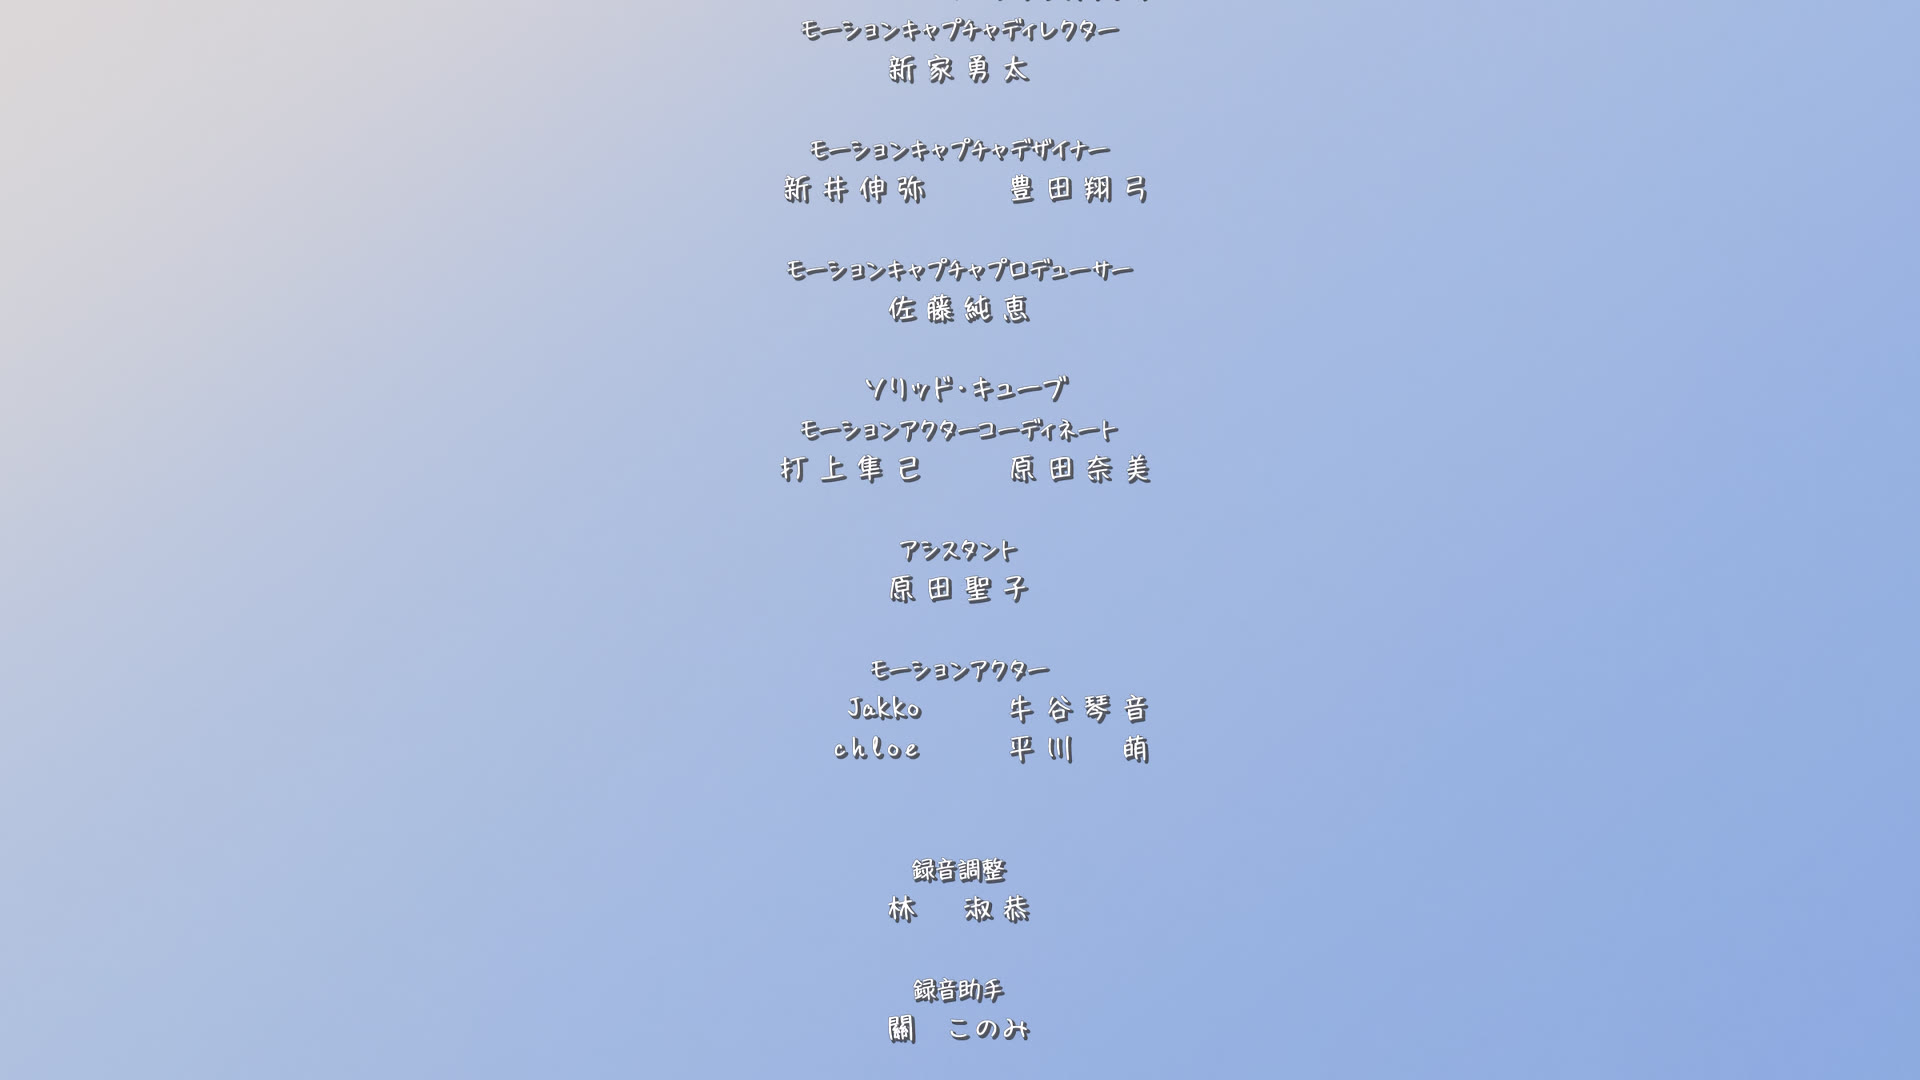 モーションキャプチャディレクター
新家勇太
モーションキャプチャデザイナー
新井伸弥　豊田翔弓
モーションキャプチャプロデューサー
佐藤純恵
ソリッド・キューブ
モーションアクターコーディネート
打上隼己　原田奈美
アシスタント
原田聖子
モーションアクター
Jakko　牛谷琴音
chloe　平川　萌
録音調整
林　淑恭
録音助手
關　このみ